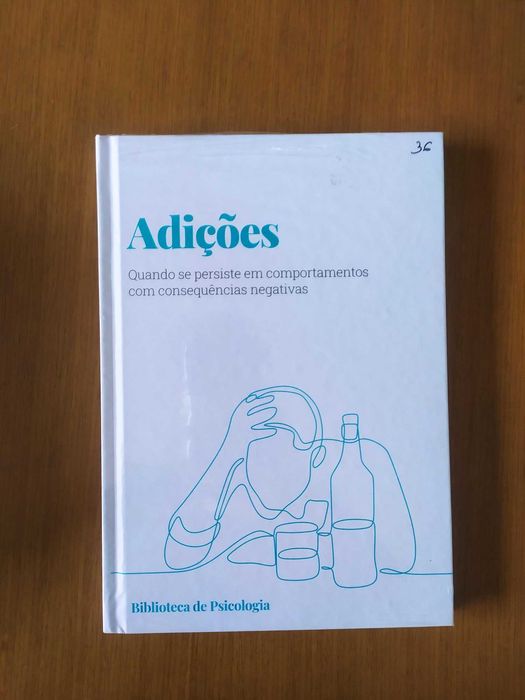 36
Adições
Quando se persiste em comportamentos
com consequências negativas
Biblioteca de Psicologia